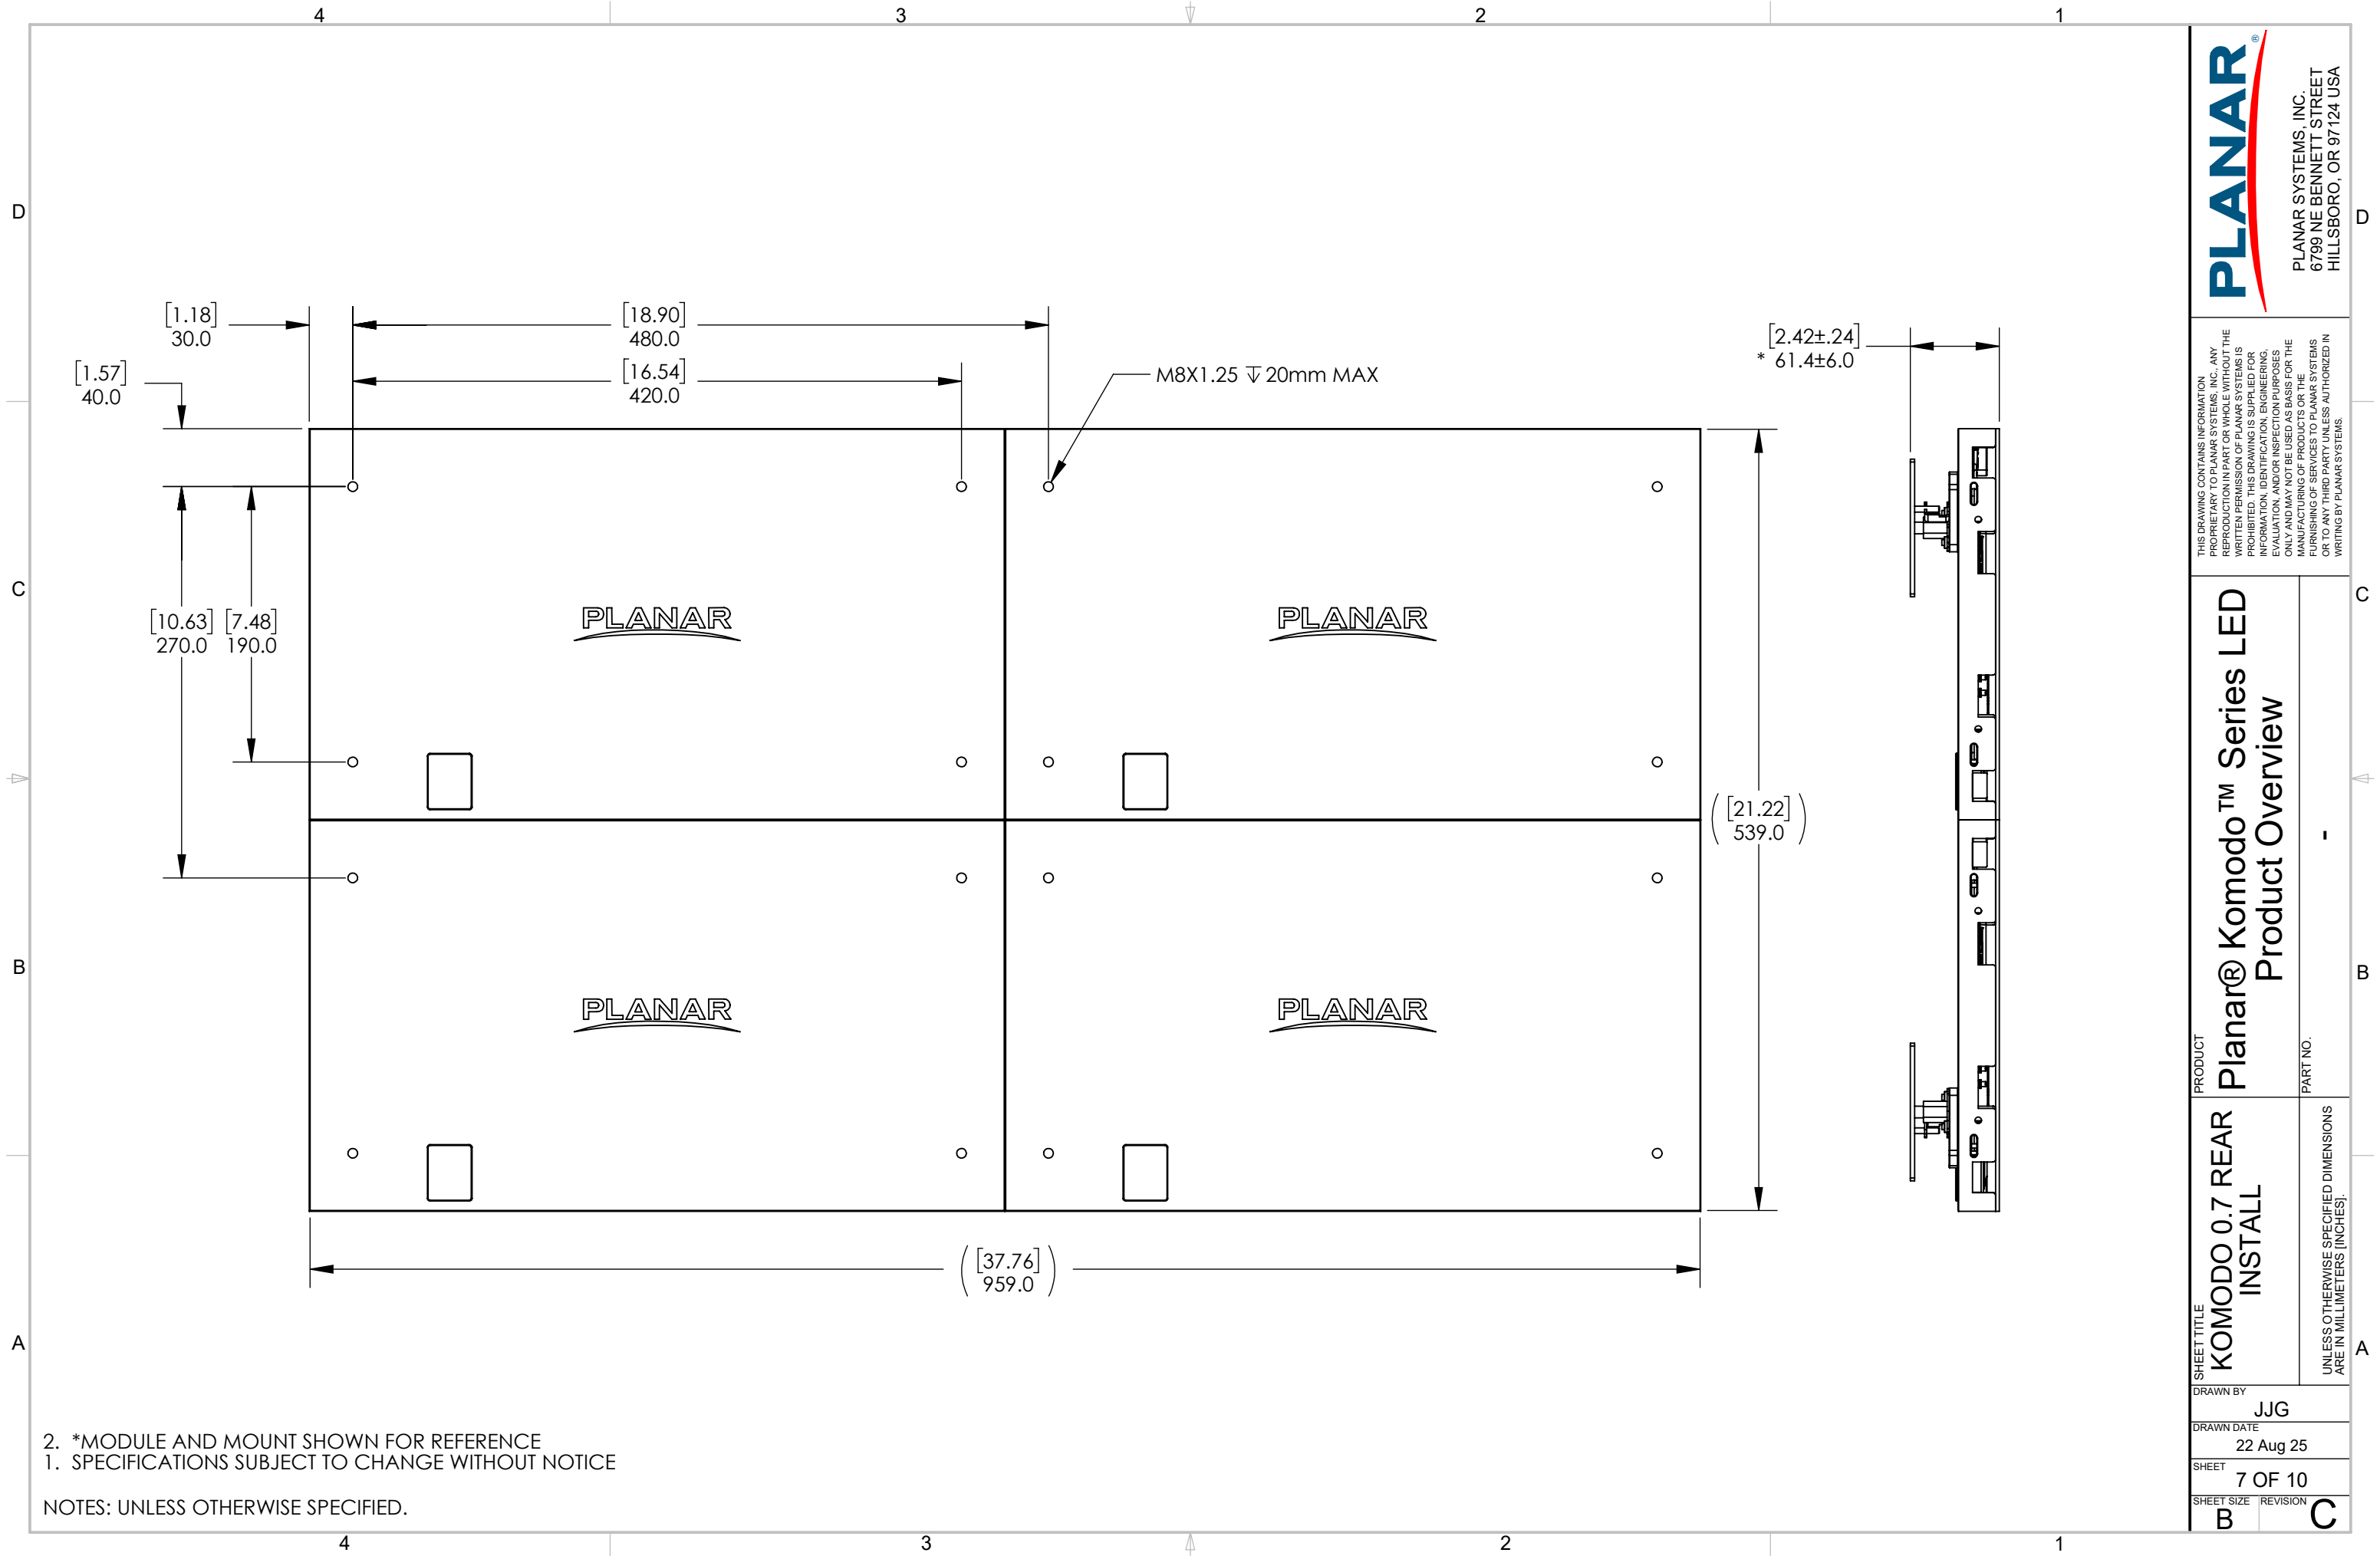 4 3 2 1
D
D
C
C
B
B
A
A
[1.18]
30.0
[18.90]
480.0
[1.57]
40.0
[16.54]
420.0
M8X1.25 ↧ 20mm MAX
[2.42±.24]
* 61.4±6.0
[10.63]
270.0
[7.48]
190.0
PLANAR
PLANAR
([21.22]
539.0)
PLANAR
PLANAR
([37.76]
959.0)
2. *MODULE AND MOUNT SHOWN FOR REFERENCE
1. SPECIFICATIONS SUBJECT TO CHANGE WITHOUT NOTICE
NOTES: UNLESS OTHERWISE SPECIFIED.
4 3 2 1
PLANAR®
PLANAR SYSTEMS, INC.
6799 NE BENNETT STREET
HILLSBORO, OR 97124 USA
THIS DRAWING CONTAINS INFORMATION
PROPRIETARY TO PLANAR SYSTEMS, INC., ANY
REPRODUCTION IN PART OR WHOLE WITHOUT THE
WRITTEN PERMISSION OF PLANAR SYSTEMS IS
PROHIBITED. THIS DRAWING IS SUPPLIED FOR
INFORMATION, IDENTIFICATION, ENGINEERING,
EVALUATION, AND/OR INSPECTION PURPOSES
ONLY AND MAY NOT BE USED AS BASIS FOR THE
MANUFACTURING OF PRODUCTS OR THE
FURNISHING OF SERVICES TO PLANAR SYSTEMS
OR TO ANY THIRD PARTY UNLESS AUTHORIZED IN
WRITING BY PLANAR SYSTEMS.
PRODUCT
Planar® Komodo™ Series LED
Product Overview
PART NO.
-
SHEET TITLE
KOMODO 0.7 REAR
INSTALL
UNLESS OTHERWISE SPECIFIED DIMENSIONS
ARE IN MILLIMETERS [INCHES].
DRAWN BY
JJG
DRAWN DATE
22 Aug 25
SHEET
7 OF 10
SHEET SIZE
B
REVISION
C